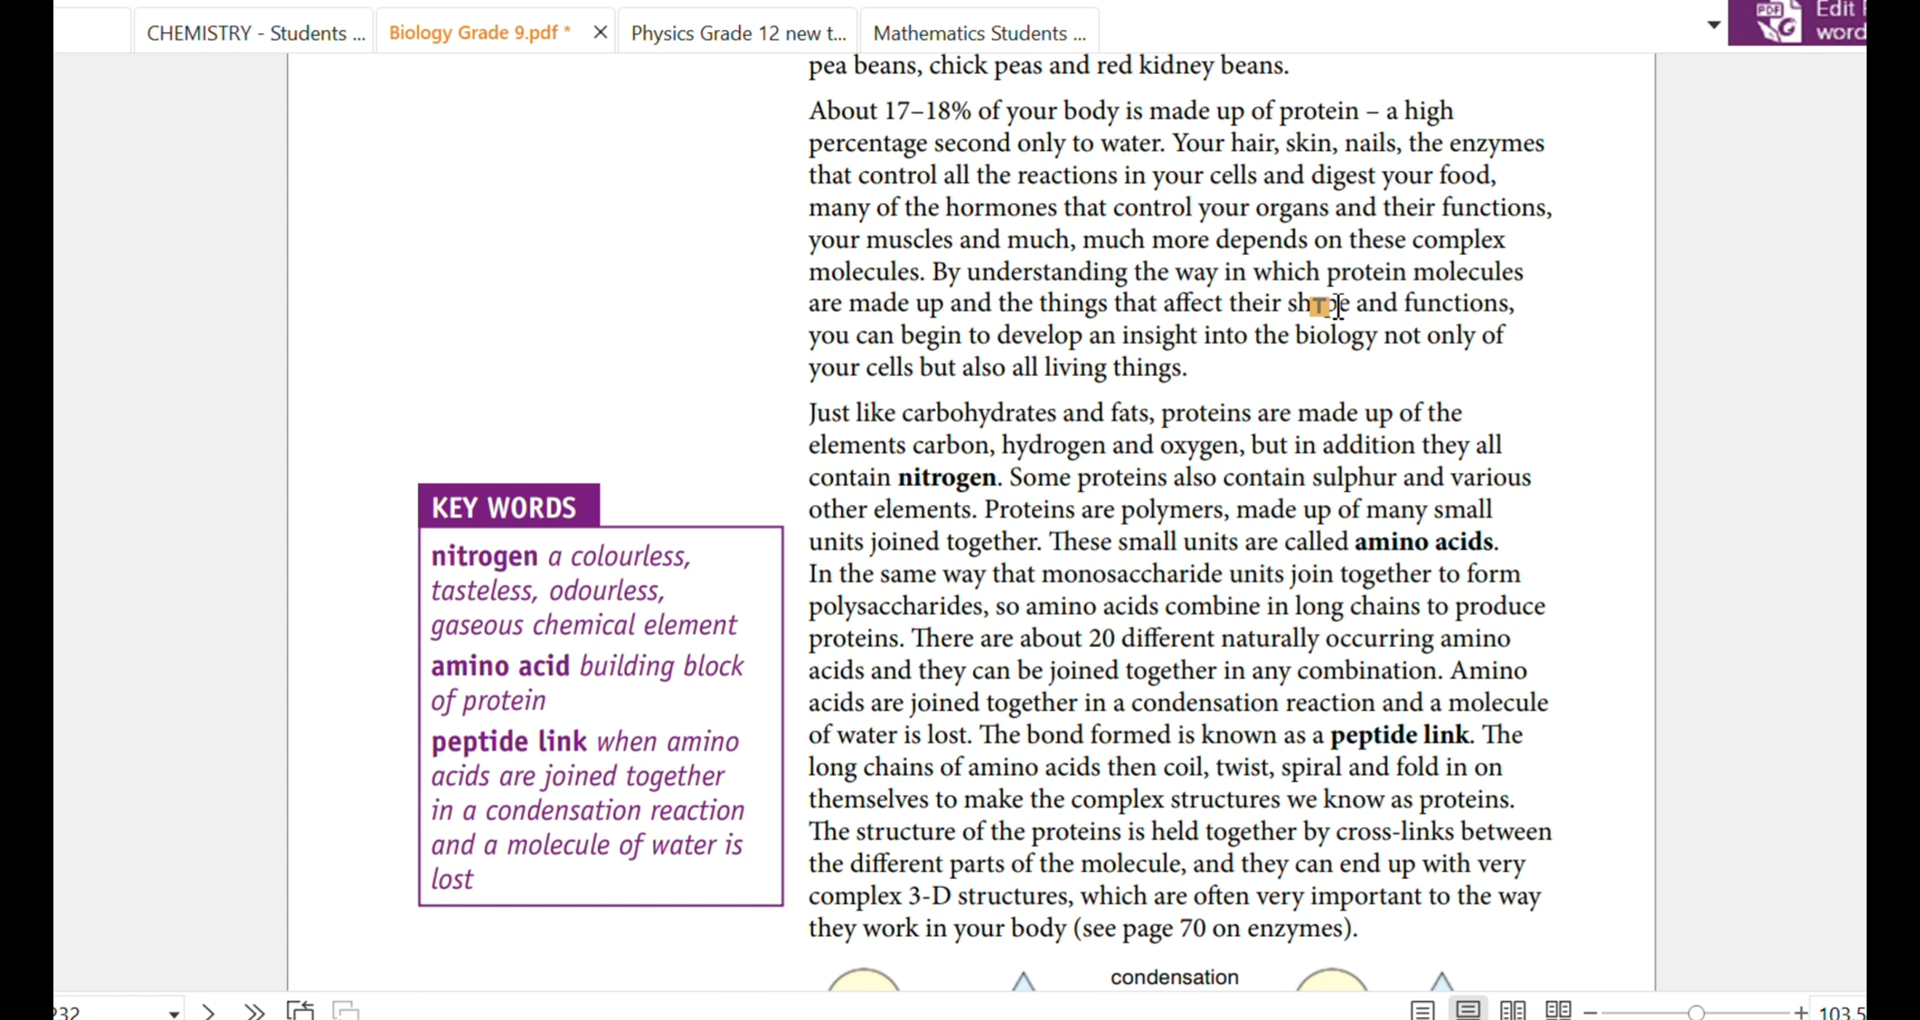 CHEMISTRY - Students ...
Biology Grade 9.pdf *
Physics Grade 12 new t...
Mathematics Students ...
PDF
Edit
word
pea beans, chick peas and red kidney beans.
About 17–18% of your body is made up of protein – a high
percentage second only to water. Your hair, skin, nails, the enzymes
that control all the reactions in your cells and digest your food,
many of the hormones that control your organs and their functions,
your muscles and much, much more depends on these complex
molecules. By understanding the way in which protein molecules
are made up and the things that affect their shape and functions,
you can begin to develop an insight into the biology not only of
your cells but also all living things.
Just like carbohydrates and fats, proteins are made up of the
elements carbon, hydrogen and oxygen, but in addition they all
contain nitrogen. Some proteins also contain sulphur and various
other elements. Proteins are polymers, made up of many small
units joined together. These small units are called amino acids.
In the same way that monosaccharide units join together to form
polysaccharides, so amino acids combine in long chains to produce
proteins. There are about 20 different naturally occurring amino
acids and they can be joined together in any combination. Amino
acids are joined together in a condensation reaction and a molecule
of water is lost. The bond formed is known as a peptide link. The
long chains of amino acids then coil, twist, spiral and fold in on
themselves to make the complex structures we know as proteins.
The structure of the proteins is held together by cross-links between
the different parts of the molecule, and they can end up with very
complex 3-D structures, which are often very important to the way
they work in your body (see page 70 on enzymes).
KEY WORDS
nitrogen a colourless,
tasteless, odourless,
gaseous chemical element
amino acid building block
of protein
peptide link when amino
acids are joined together
in a condensation reaction
and a molecule of water is
lost
condensation
232
103.5